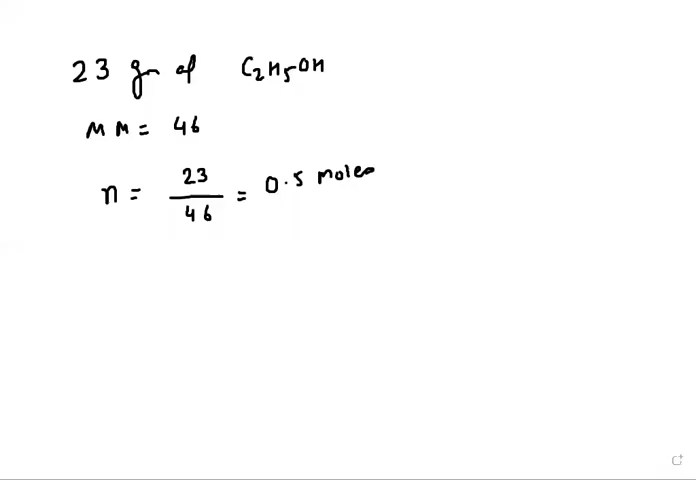 23 gm of C₂H₅OH
MM = 46
n = 23/46 = 0.5 moles